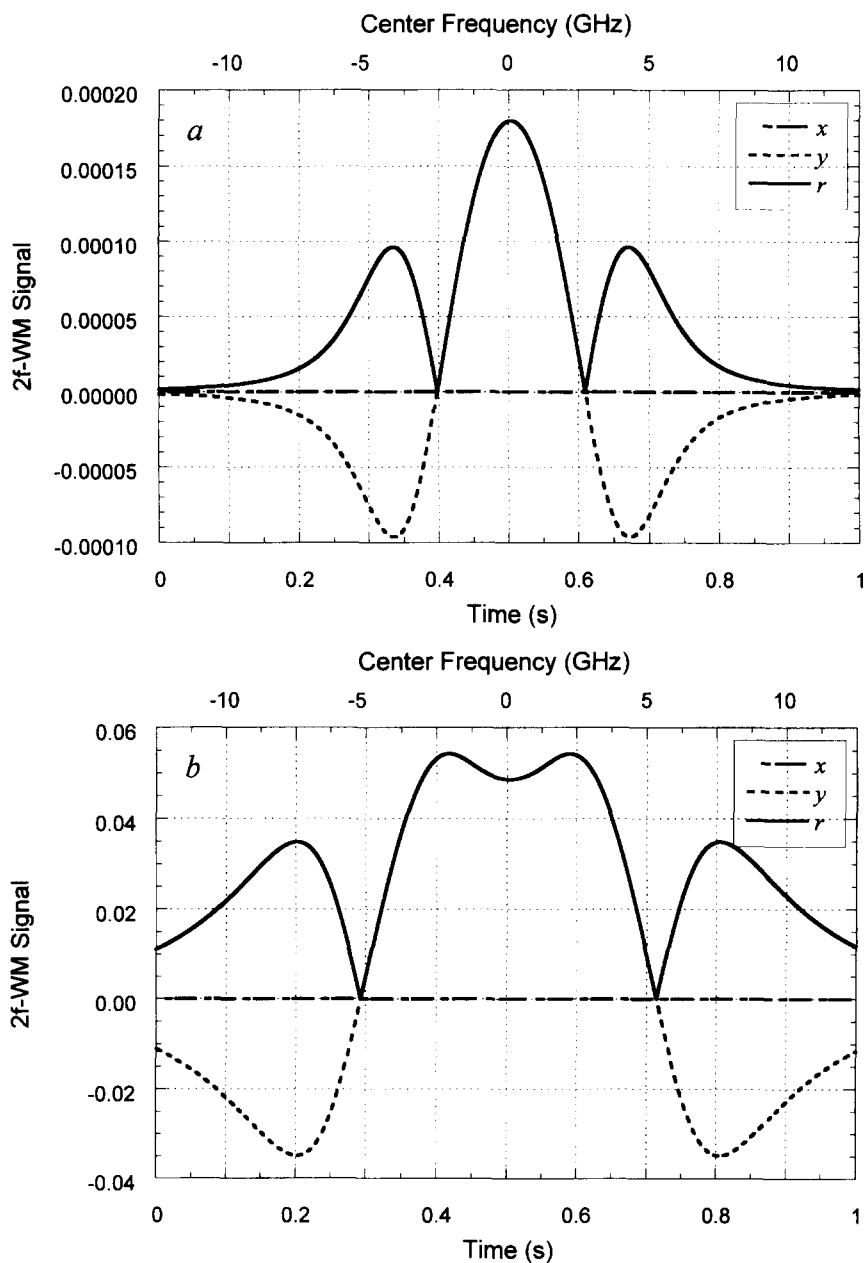 Center Frequency (GHz)
-10 -5 0 5 10
a
x
y
r
0.00020
0.00015
0.00010
0.00005
0.00000
-0.00005
-0.00010
2f-WM Signal
0 0.2 0.4 0.6 0.8 1
Time (s)
Center Frequency (GHz)
-10 -5 0 5 10
b
x
y
r
0.06
0.04
0.02
0.00
-0.02
-0.04
2f-WM Signal
0 0.2 0.4 0.6 0.8 1
Time (s)